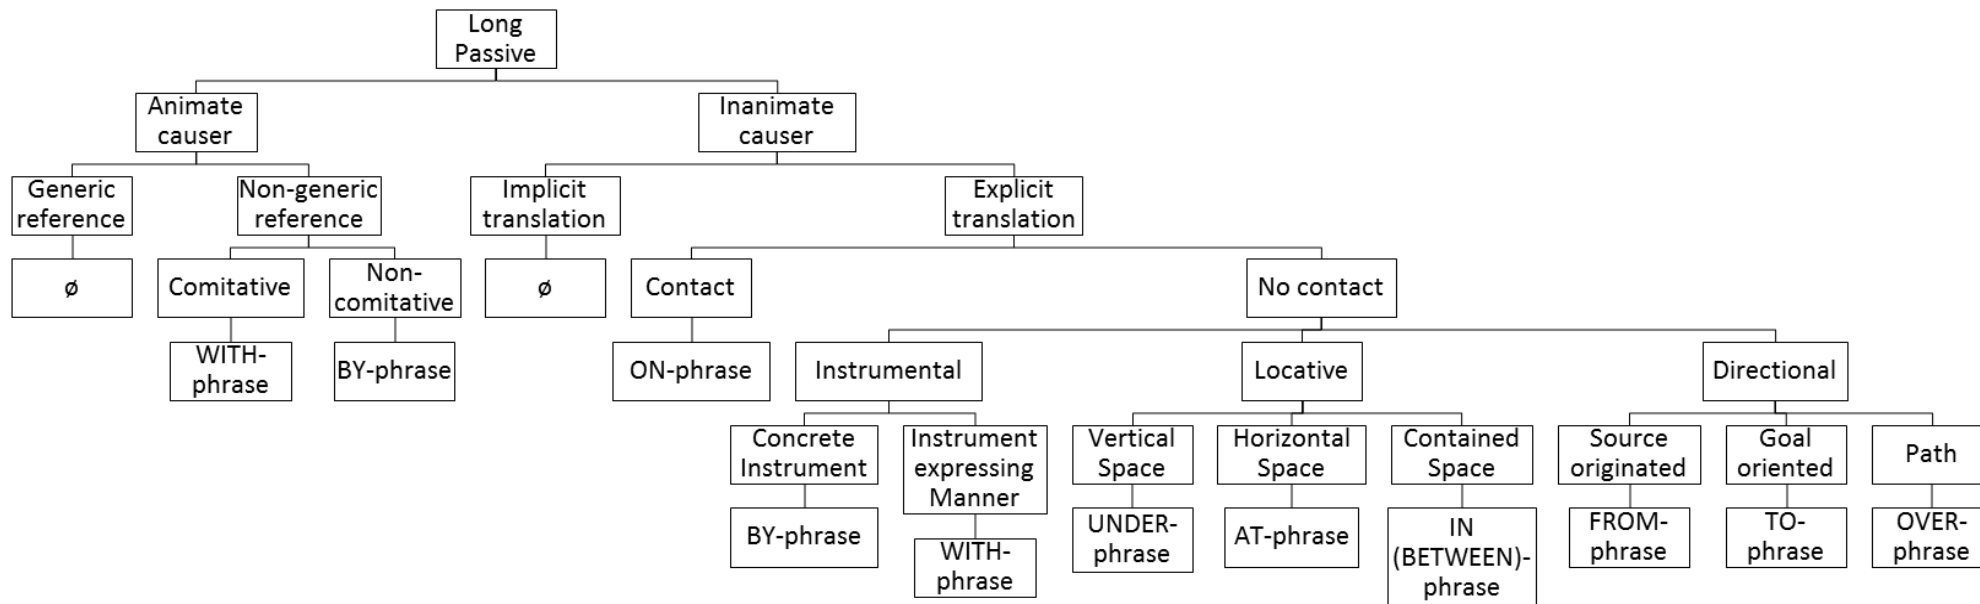 Long
Passive
Animate
causer
Inanimate
causer
Generic
reference
Non-generic
reference
Implicit
translation
Explicit
translation
ø
Comitative
Non-
comitative
ø
Contact
No contact
WITH-
phrase
BY-phrase
ON-phrase
Instrumental
Locative
Directional
Concrete
Instrument
Instrument
expressing
Manner
Vertical
Space
Horizontal
Space
Contained
Space
Source
originated
Goal
oriented
Path
BY-phrase
WITH-
phrase
UNDER-
phrase
AT-phrase
IN
(BETWEEN)-
phrase
FROM-
phrase
TO-
phrase
OVER-
phrase